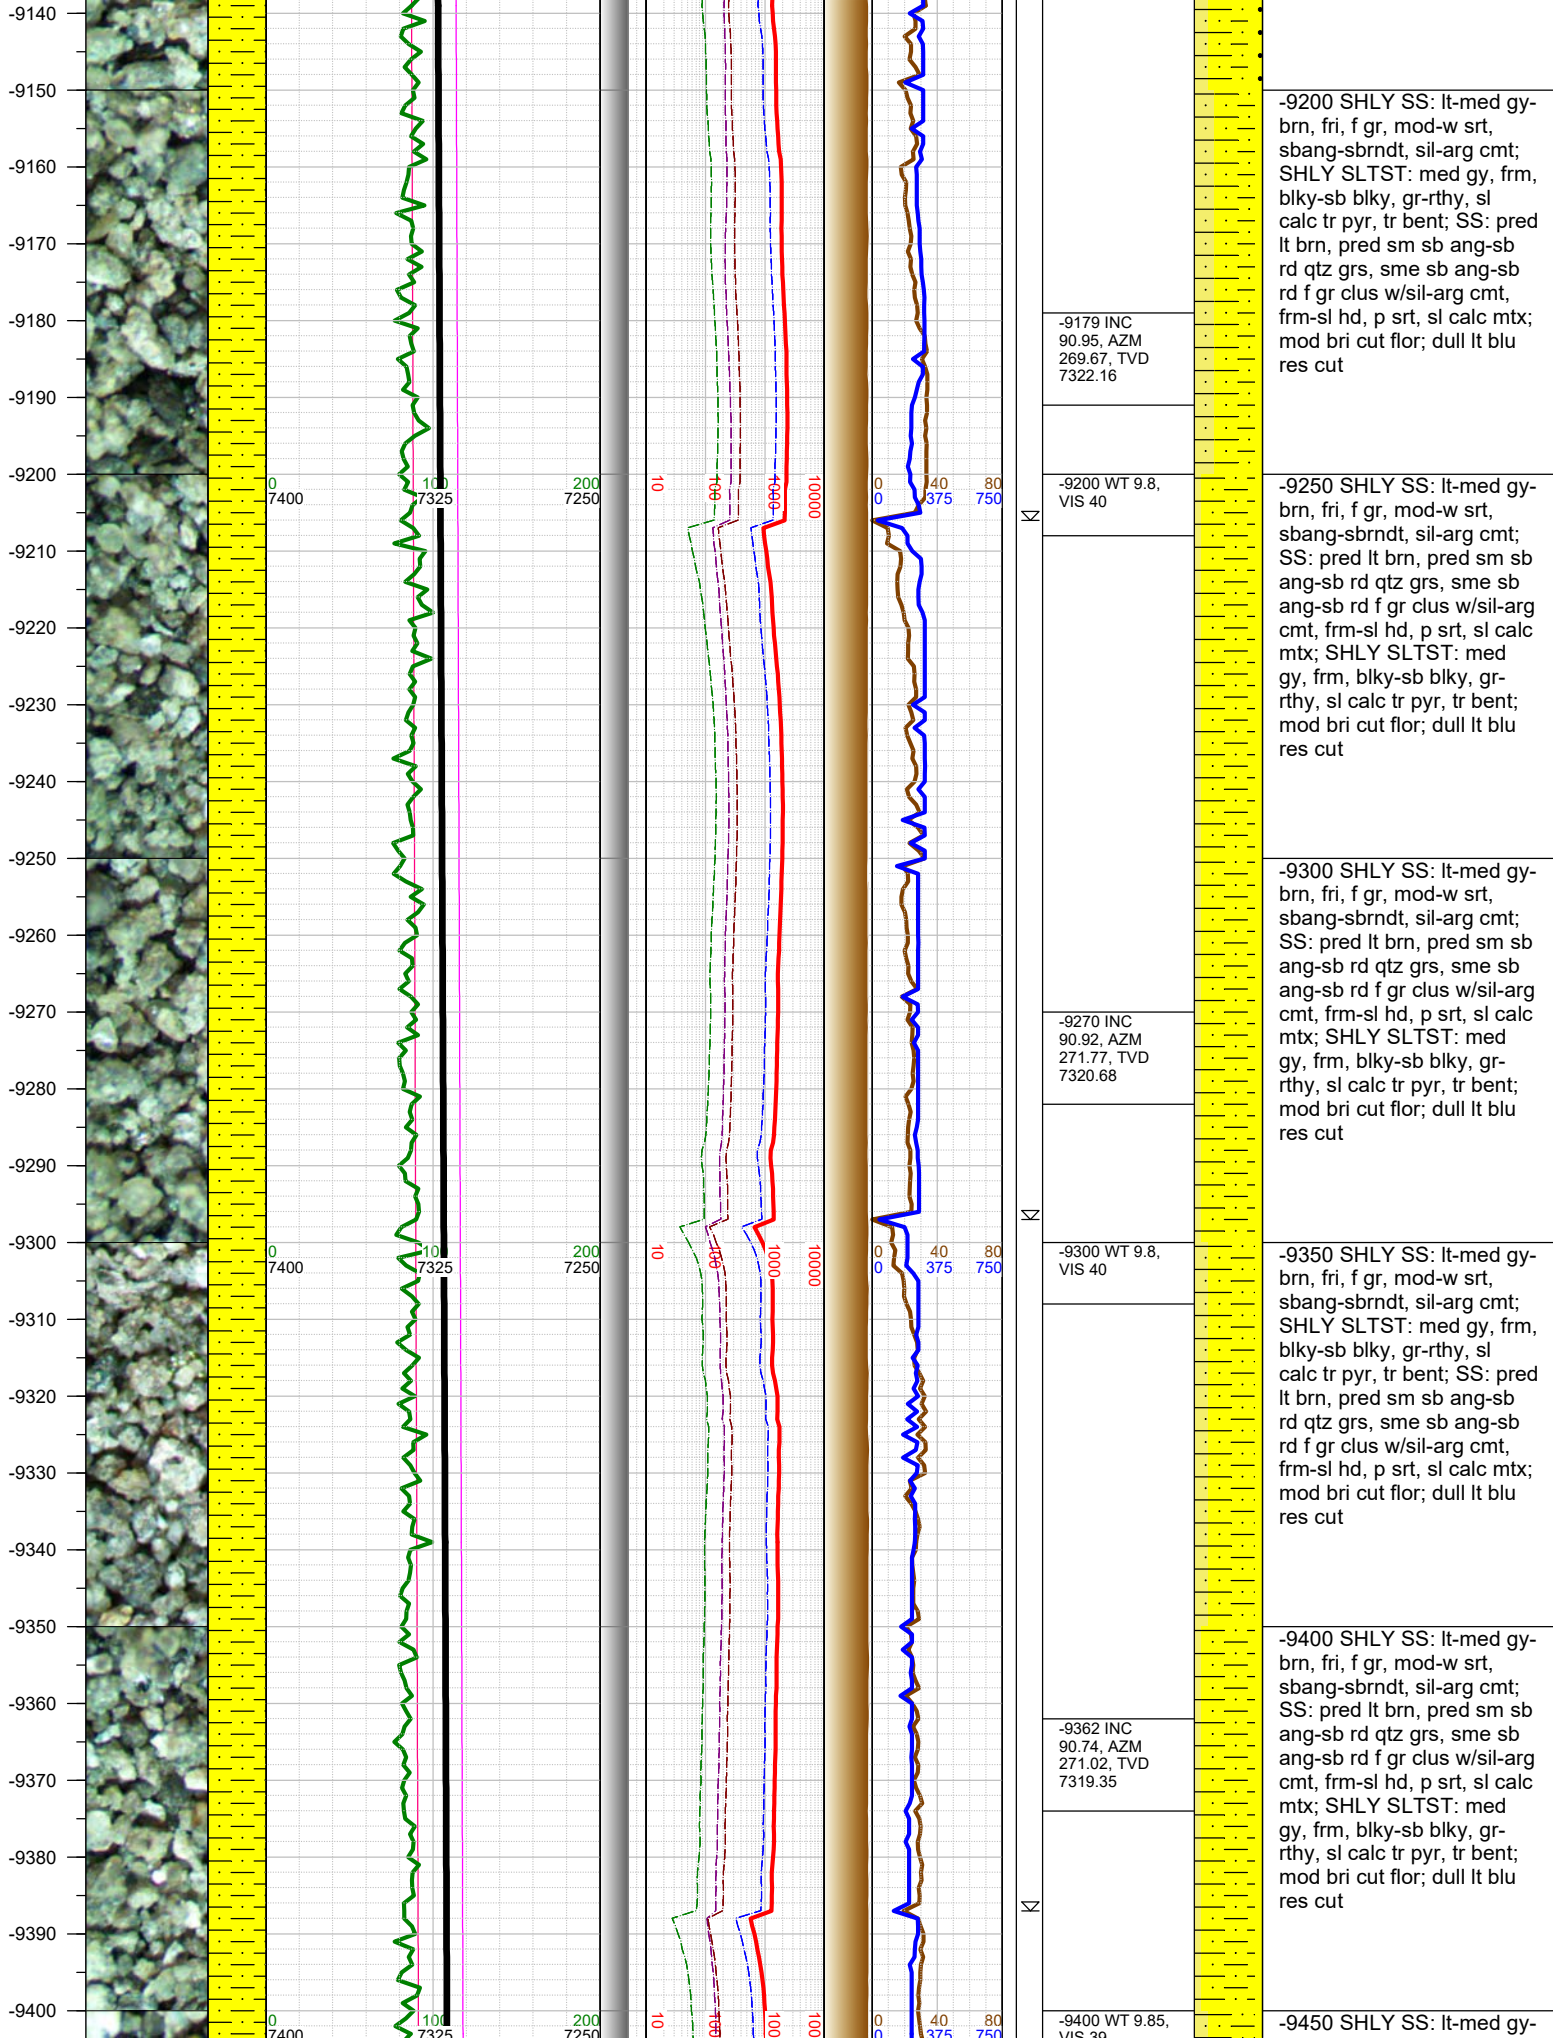 -9140
-9150
-9160
-9170
-9180
-9190
-9200
-9210
-9220
-9230
-9240
-9250
-9260
-9270
-9280
-9290
-9300
-9310
-9320
-9330
-9340
-9350
-9360
-9370
-9380
-9390
-9400
0 100 200
7400 7325 7250
10 100 1000 10000
0 40 80
0 375 750
0 100 200
7400 7325 7250
10 100 1000 10000
0 40 80
0 375 750
0 100 200
7400 7325 7250
10 100 1000 10000
0 40 80
0 375 750
-9179 INC
90.95, AZM
269.67, TVD
7322.16
-9200 WT 9.8,
VIS 40
-9270 INC
90.92, AZM
271.77, TVD
7320.68
-9300 WT 9.8,
VIS 40
-9362 INC
90.74, AZM
271.02, TVD
7319.35
-9400 WT 9.85,
VIS 39
-9200 SHLY SS: lt-med gy-
brn, fri, f gr, mod-w srt,
sbang-sbrndt, sil-arg cmt;
SHLY SLTST: med gy, frm,
blky-sb blky, gr-rthy, sl
calc tr pyr, tr bent; SS: pred
lt brn, pred sm sb ang-sb
rd qtz grs, sme sb ang-sb
rd f gr clus w/sil-arg cmt,
frm-sl hd, p srt, sl calc mtx;
mod bri cut flor; dull lt blu
res cut
-9250 SHLY SS: lt-med gy-
brn, fri, f gr, mod-w srt,
sbang-sbrndt, sil-arg cmt;
SS: pred lt brn, pred sm sb
ang-sb rd qtz grs, sme sb
ang-sb rd f gr clus w/sil-arg
cmt, frm-sl hd, p srt, sl calc
mtx; SHLY SLTST: med
gy, frm, blky-sb blky, gr-
rthy, sl calc tr pyr, tr bent;
mod bri cut flor; dull lt blu
res cut
-9300 SHLY SS: lt-med gy-
brn, fri, f gr, mod-w srt,
sbang-sbrndt, sil-arg cmt;
SS: pred lt brn, pred sm sb
ang-sb rd qtz grs, sme sb
ang-sb rd f gr clus w/sil-arg
cmt, frm-sl hd, p srt, sl calc
mtx; SHLY SLTST: med
gy, frm, blky-sb blky, gr-
rthy, sl calc tr pyr, tr bent;
mod bri cut flor; dull lt blu
res cut
-9350 SHLY SS: lt-med gy-
brn, fri, f gr, mod-w srt,
sbang-sbrndt, sil-arg cmt;
SHLY SLTST: med gy, frm,
blky-sb blky, gr-rthy, sl
calc tr pyr, tr bent; SS: pred
lt brn, pred sm sb ang-sb
rd qtz grs, sme sb ang-sb
rd f gr clus w/sil-arg cmt,
frm-sl hd, p srt, sl calc mtx;
mod bri cut flor; dull lt blu
res cut
-9400 SHLY SS: lt-med gy-
brn, fri, f gr, mod-w srt,
sbang-sbrndt, sil-arg cmt;
SS: pred lt brn, pred sm sb
ang-sb rd qtz grs, sme sb
ang-sb rd f gr clus w/sil-arg
cmt, frm-sl hd, p srt, sl calc
mtx; SHLY SLTST: med
gy, frm, blky-sb blky, gr-
rthy, sl calc tr pyr, tr bent;
mod bri cut flor; dull lt blu
res cut
-9450 SHLY SS: lt-med gy-